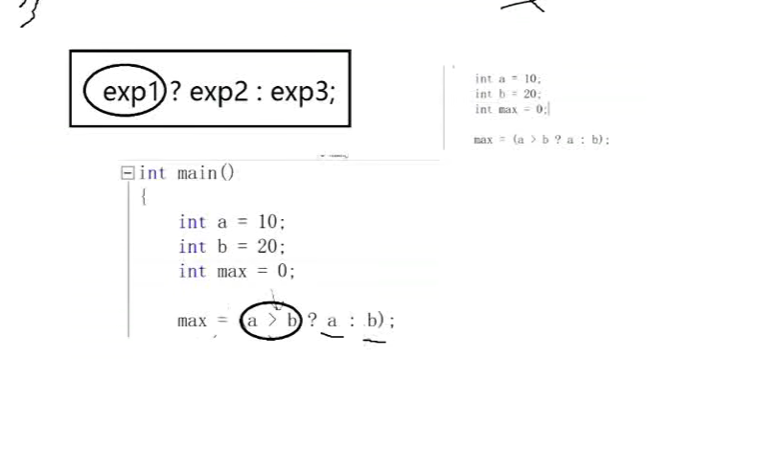 exp1 ? exp2 : exp3;
int main()
{
int a = 10;
int b = 20;
int max = 0;
max = (a > b ? a : b);
int a = 10;
int b = 20;
int max = 0;
max = (a > b ? a : b);